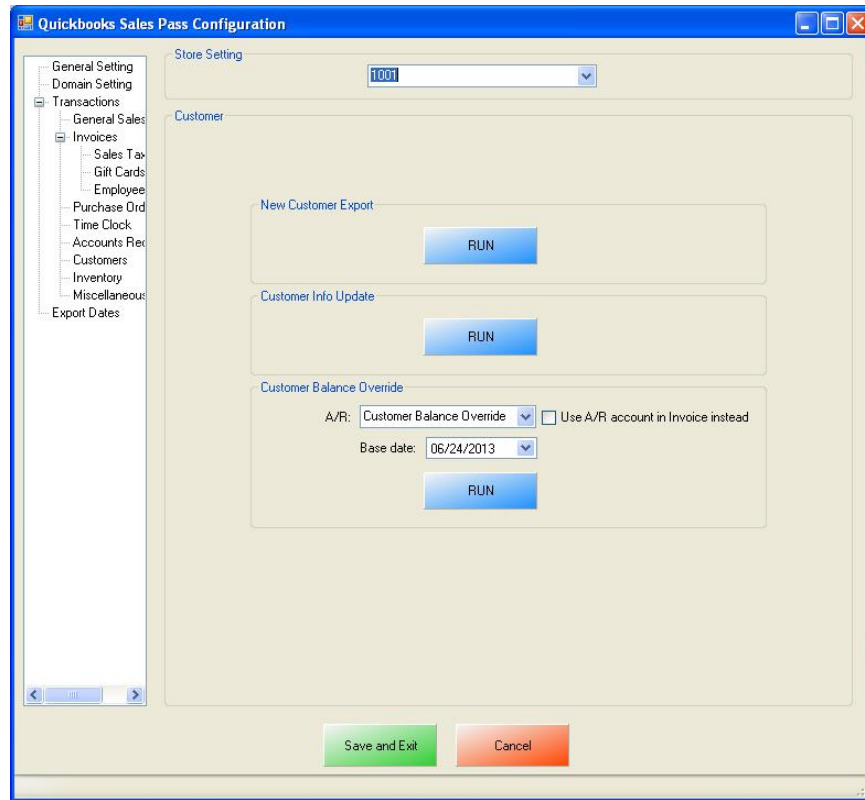 Quickbooks Sales Pass Configuration
General Setting
Domain Setting
Transactions
General Sales
Invoices
Sales Tax
Gift Cards
Employee
Purchase Ord
Time Clock
Accounts Rec
Customers
Inventory
Miscellaneous
Export Dates
Store Setting
1001
Customer
New Customer Export
RUN
Customer Info Update
RUN
Customer Balance Override
A/R: Customer Balance Override Use A/R account in Invoice instead
Base date: 06/24/2013
RUN
Save and Exit Cancel